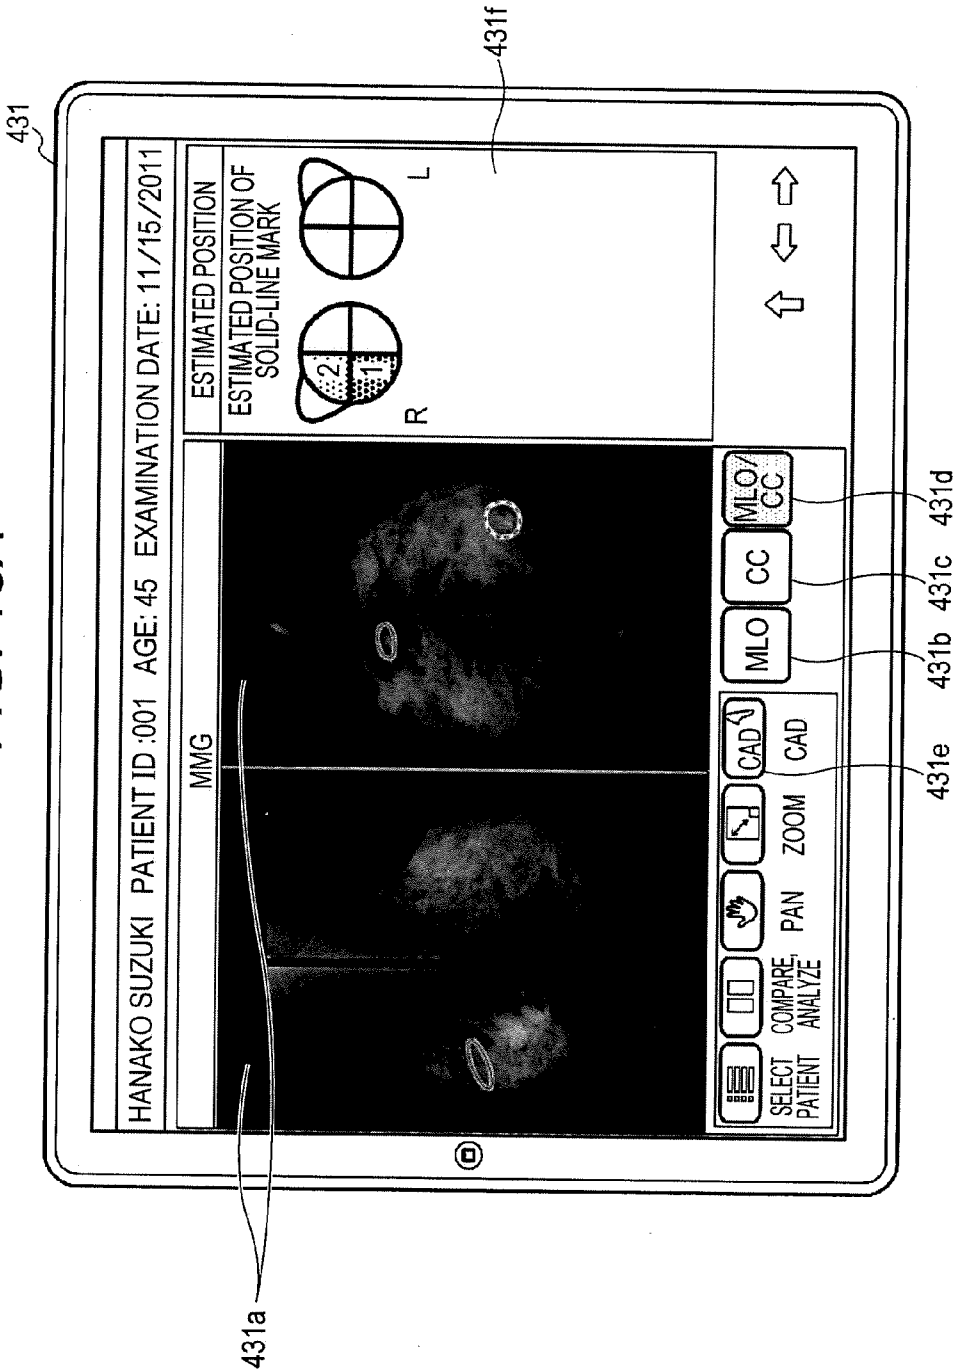 431
HANAKO SUZUKI PATIENT ID :001 AGE: 45 EXAMINATION DATE: 11/15/2011
MMG
ESTIMATED POSITION
ESTIMATED POSITION OF
SOLID-LINE MARK
2
1
R
L
431f
431a
CAD
MLO
CC
MLO/
CC
SELECT
PATIENT
COMPARE,
ANALYZE
PAN
ZOOM
CAD
431e
431b
431c
431d